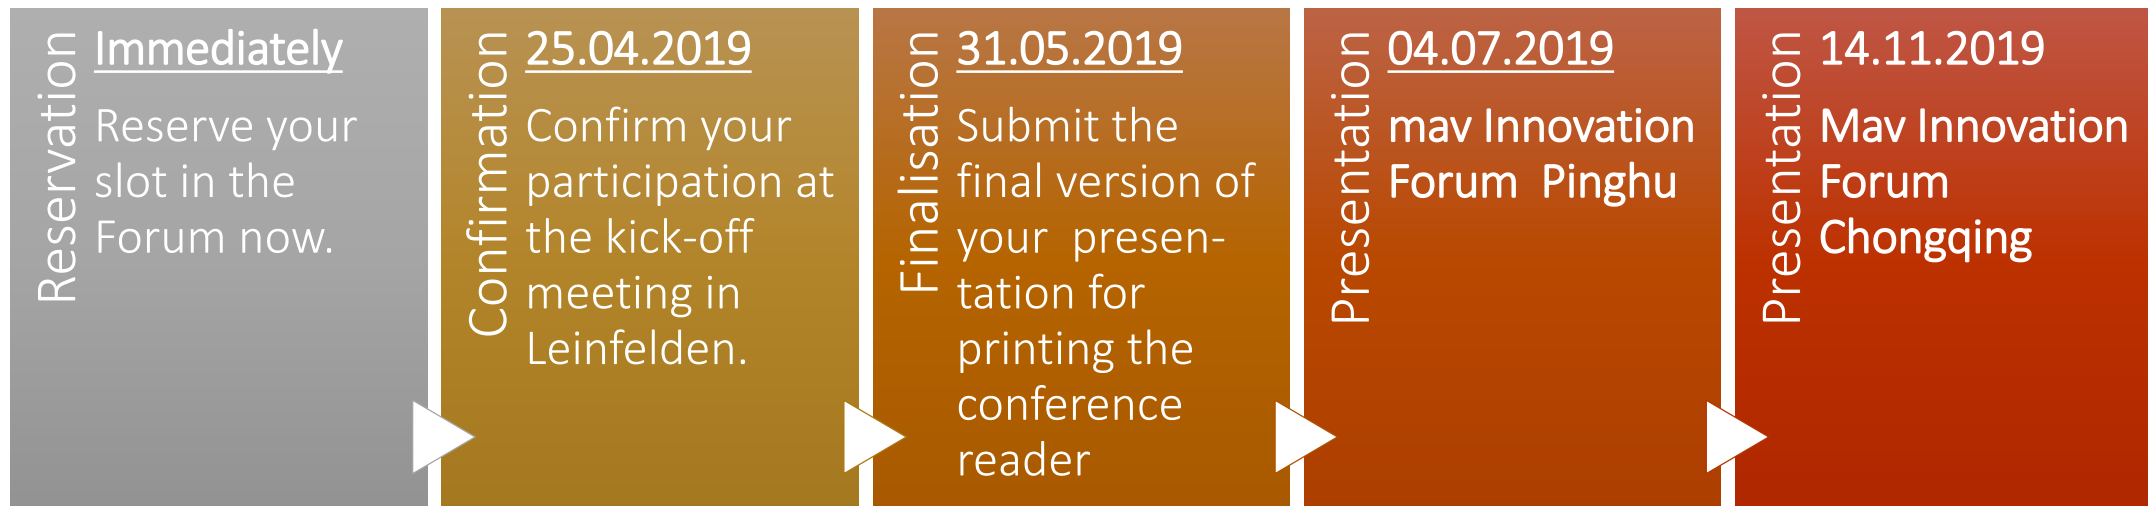 Reservation
Immediately
Reserve your
slot in the
Forum now.
Confirmation
25.04.2019
Confirm your
participation at
the kick-off
meeting in
Leinfelden.
Finalisation
31.05.2019
Submit the
final version of
your  presen-
tation for
printing the
conference
reader
Presentation
04.07.2019
mav Innovation
Forum  Pinghu
Presentation
14.11.2019
Mav Innovation
Forum
Chongqing